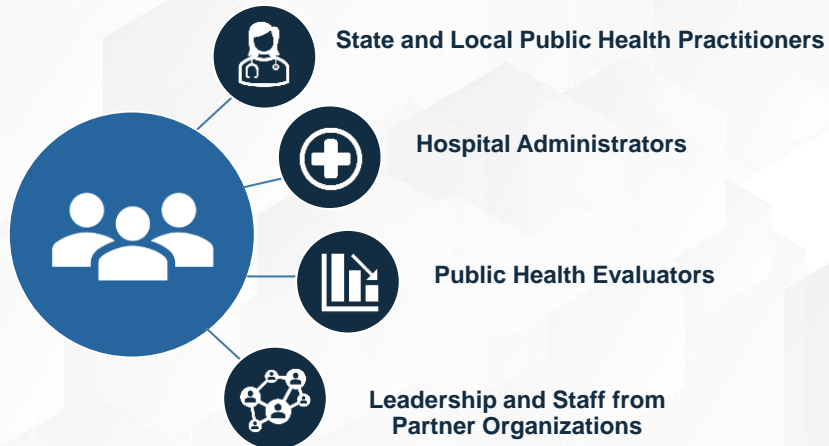 State and Local Public Health Practitioners
Hospital Administrators
Public Health Evaluators
Leadership and Staff from
Partner Organizations